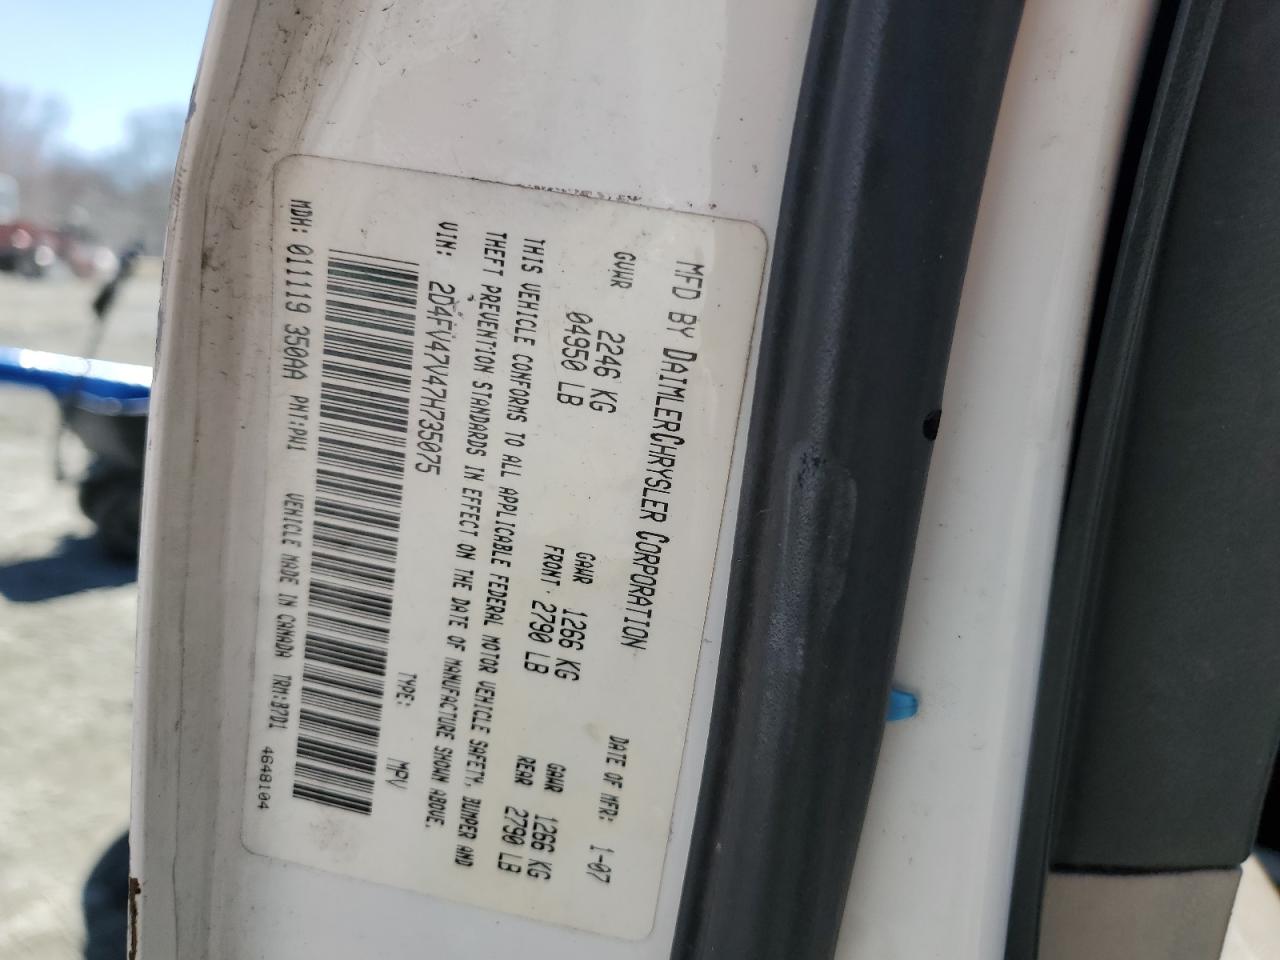 MFD BY DAIMLERCHRYSLER CORPORATION
DATE OF MFR: 1-07
GVWR 2246 KG
04950 LB
GAWR FRONT 1266 KG
2790 LB
GAWR REAR 1266 KG
2790 LB
THIS VEHICLE CONFORMS TO ALL APPLICABLE FEDERAL MOTOR VEHICLE SAFETY, BUMPER AND
THEFT PREVENTION STANDARDS IN EFFECT ON THE DATE OF MANUFACTURE SHOWN ABOVE.
VIN: 2D4FV47V47H735075
TYPE: MPV
MDH: 011119 350AA PNT:PW1 VEHICLE MADE IN CANADA TRM:B7D1 4648104